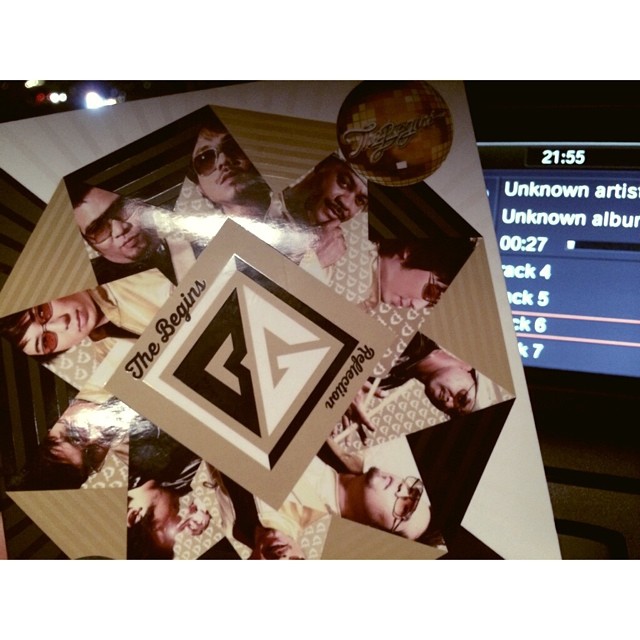 The Begins
21:55
Unknown artist
Unknown album
00:27
rack 4
ack 5
ck 6
k 7
The Begins
Reflection